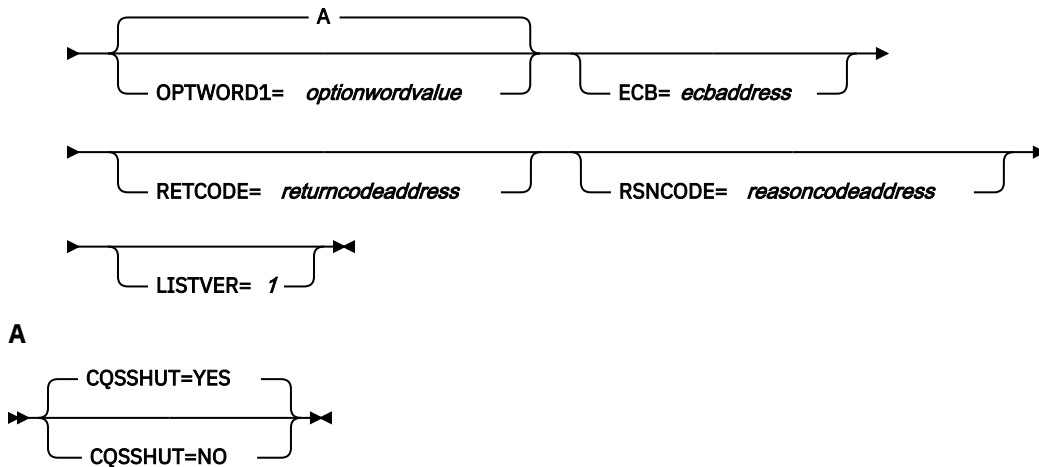 A
OPTWORD1= optionwordvalue ECB= ecbaddress
RETCODE= returncodeaddress RSNCODE= reasoncodeaddress
LISTVER= 1
A
CQSSHUT=YES
CQSSHUT=NO